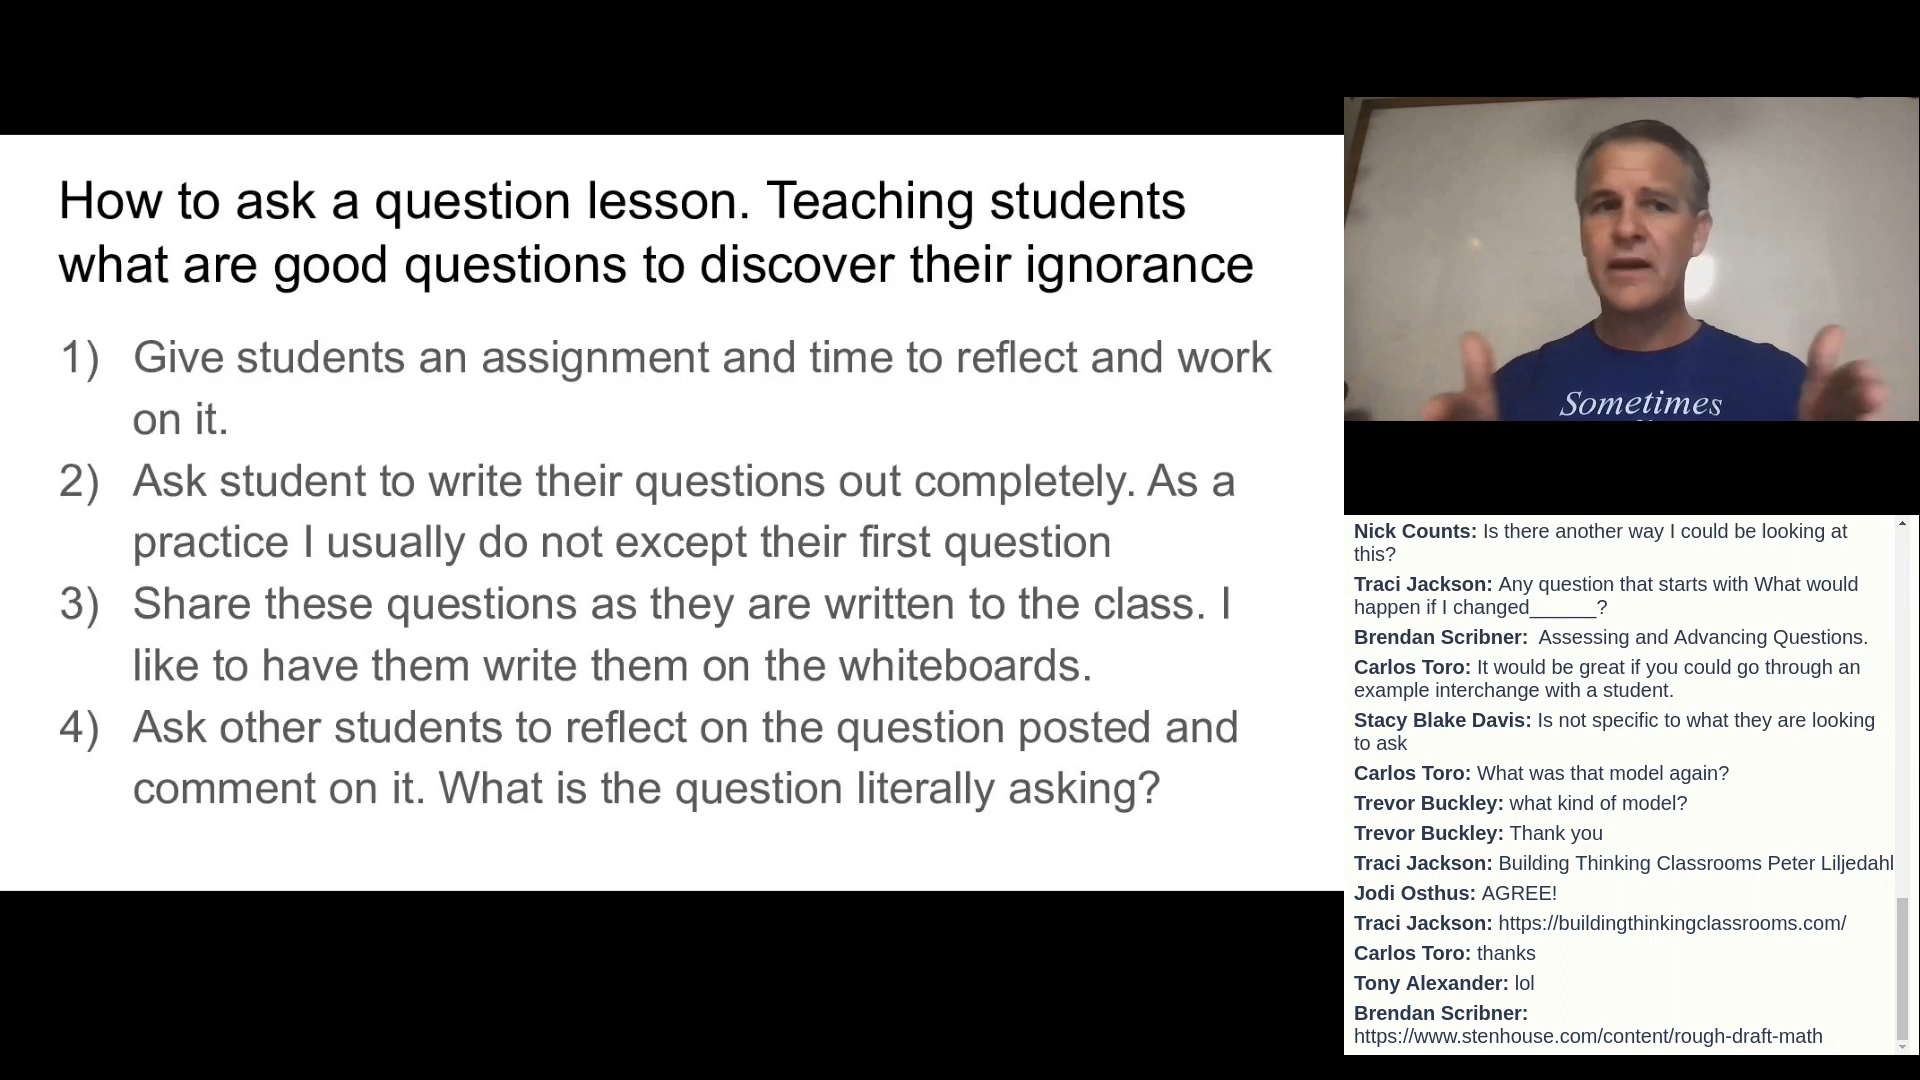 How to ask a question lesson. Teaching students
what are good questions to discover their ignorance
1) Give students an assignment and time to reflect and work
on it.
2) Ask student to write their questions out completely. As a
practice I usually do not except their first question
3) Share these questions as they are written to the class. I
like to have them write them on the whiteboards.
4) Ask other students to reflect on the question posted and
comment on it. What is the question literally asking?
Sometimes
Nick Counts: Is there another way I could be looking at
this?
Traci Jackson: Any question that starts with What would
happen if I changed______?
Brendan Scribner: Assessing and Advancing Questions.
Carlos Toro: It would be great if you could go through an
example interchange with a student.
Stacy Blake Davis: Is not specific to what they are looking
to ask
Carlos Toro: What was that model again?
Trevor Buckley: what kind of model?
Trevor Buckley: Thank you
Traci Jackson: Building Thinking Classrooms Peter Liljedahl
Jodi Osthus: AGREE!
Traci Jackson: https://buildingthinkingclassrooms.com/
Carlos Toro: thanks
Tony Alexander: lol
Brendan Scribner:
https://www.stenhouse.com/content/rough-draft-math